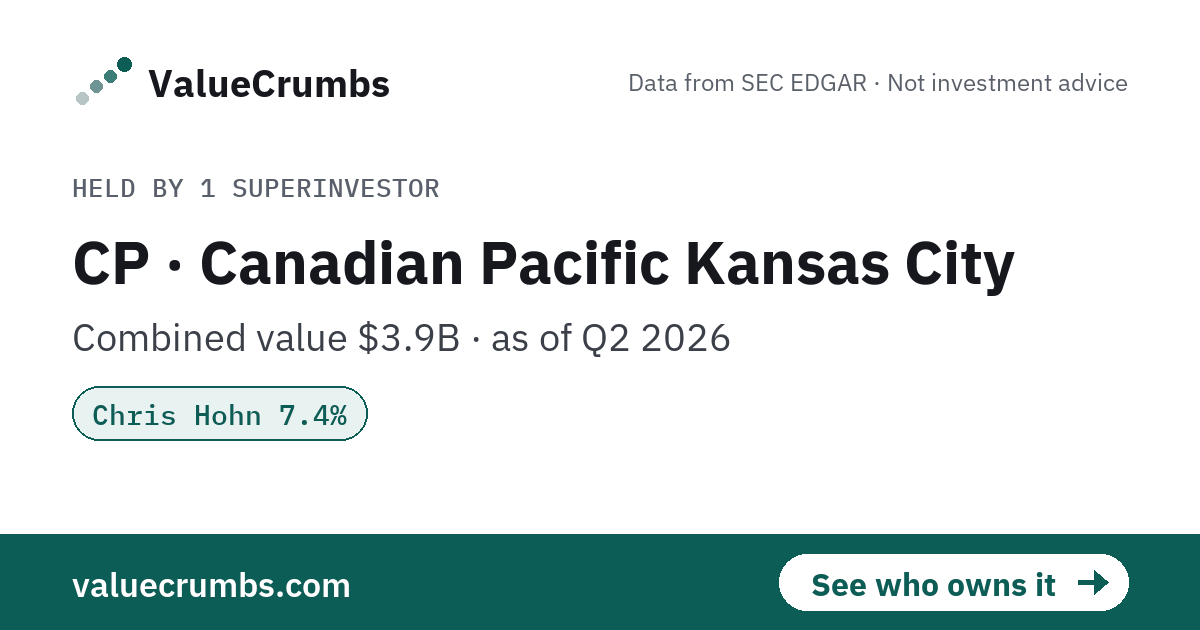 ValueCrumbs
Data from SEC EDGAR · Not investment advice
HELD BY 1 SUPERINVESTOR
CP · Canadian Pacific Kansas City
Combined value $3.9B · as of Q2 2026
Chris Hohn 7.4%
valuecrumbs.com
See who owns it →